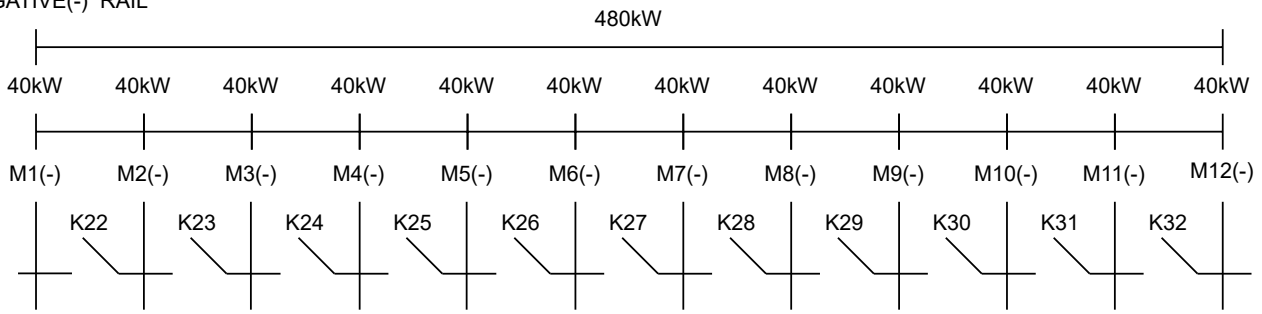 GATIVE(-) RAIL
480kW
40kW 40kW 40kW 40kW 40kW 40kW 40kW 40kW 40kW 40kW 40kW 40kW
M1(-) M2(-) M3(-) M4(-) M5(-) M6(-) M7(-) M8(-) M9(-) M10(-) M11(-) M12(-)
K22 K23 K24 K25 K26 K27 K28 K29 K30 K31 K32